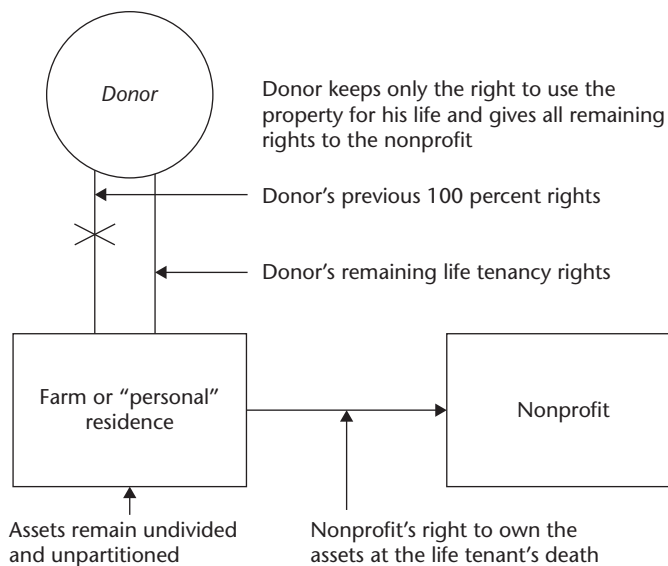 Donor
Donor keeps only the right to use the
property for his life and gives all remaining
rights to the nonprofit
Donor’s previous 100 percent rights
Donor’s remaining life tenancy rights
Farm or “personal”
residence
Nonprofit
Assets remain undivided
and unpartitioned
Nonprofit’s right to own the
assets at the life tenant’s death